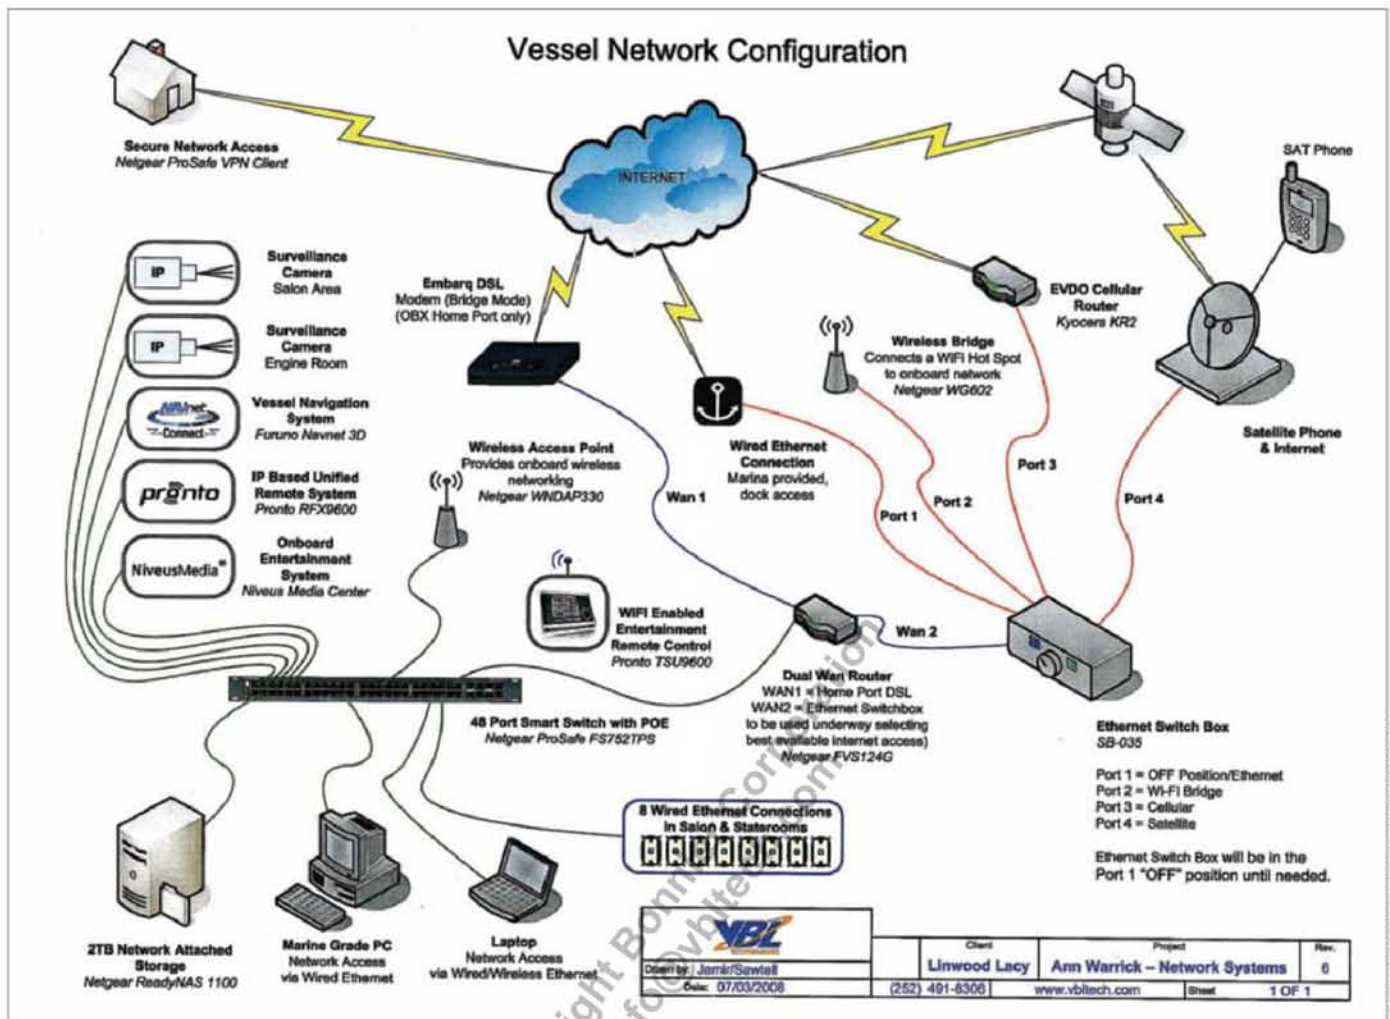 Vessel Network Configuration
Secure Network Access
Netgear ProSafe VPN Client
INTERNET
SAT Phone
IP
Surveillance
Camera
Salon Area
IP
Surveillance
Camera
Engine Room
NAVnet
Connect
Vessel Navigation
System
Furuno Navnet 3D
pronto
IP Based Unified
Remote System
Pronto RFX9600
NiveusMedia®
Onboard
Entertainment
System
Niveus Media Center
Embarq DSL
Modem (Bridge Mode)
(OBX Home Port only)
Wireless Access Point
Provides onboard wireless
networking
Netgear WNDAP330
Wired Ethernet
Connection
Marina provided,
dock access
Wireless Bridge
Connects a WiFi Hot Spot
to onboard network
Netgear WG602
EVDO Cellular
Router
Kyocera KR2
Satellite Phone
& Internet
Wan 1
Port 1
Port 2
Port 3
Port 4
WIFI Enabled
Entertainment
Remote Control
Pronto TSU9600
Wan 2
Dual Wan Router
WAN1 = Home Port DSL
WAN2 = Ethernet Switchbox
to be used underway selecting
best available internet access)
Netgear FVS124G
48 Port Smart Switch with POE
Netgear ProSafe FS752TPS
Ethernet Switch Box
SB-035
Port 1 = OFF Position/Ethernet
Port 2 = Wi-Fi Bridge
Port 3 = Cellular
Port 4 = Satellite
Ethernet Switch Box will be in the
Port 1 "OFF" position until needed.
8 Wired Ethernet Connections
in Salon & Staterooms
2TB Network Attached
Storage
Netgear ReadyNAS 1100
Marine Grade PC
Network Access
via Wired Ethernet
Laptop
Network Access
via Wired/Wireless Ethernet
VBL
Drawn by: Jamir/Sawtell
Date: 07/03/2008
Client
Linwood Lacy
Project
Ann Warrick – Network Systems
Rev.
6
(252) 491-8306
www.vbltech.com
Sheet
1 OF 1